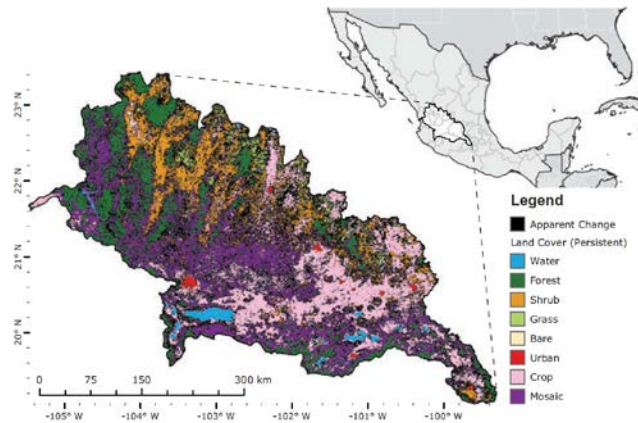 23° N
22° N
21° N
20° N
Legend
Apparent Change
Land Cover (Persistent)
Water
Forest
Shrub
Grass
Bare
Urban
Crop
Mosaic
0 75 150 300 km
-105° W -104° W -103° W -102° W -101° W -100° W